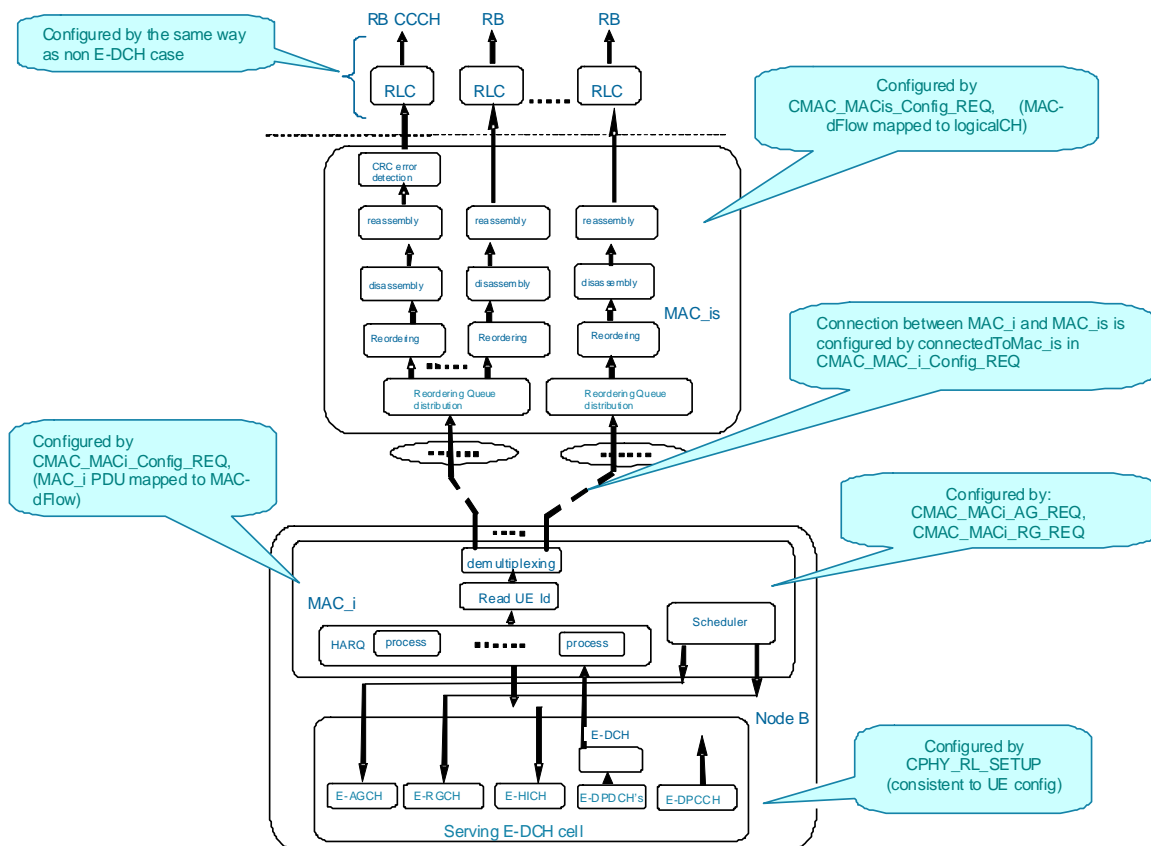 RB CCCH
RB
RB
Configured by the same way
as non E-DCH case
RLC
RLC
RLC
Configured by
CMAC_MACis_Config_REQ, (MAC-
dFlow mapped to logicalCH)
CRC error
detection
reassembly
reassembly
reassembly
disassembly
disassembly
disassembly
MAC_is
Reordering
Reordering
Reordering
Connection between MAC_i and MAC_is is
configured by connectedToMac_is in
CMAC_MAC_i_Config_REQ
Reordering Queue
distribution
Reordering Queue
distribution
Configured by
CMAC_MACi_Config_REQ,
(MAC_i PDU mapped to MAC-
dFlow)
Configured by:
CMAC_MACi_AG_REQ,
CMAC_MACi_RG_REQ
demultiplexing
Read UE Id
MAC_i
Scheduler
HARQ
process
process
Node B
E-DCH
Configured by
CPHY_RL_SETUP
(consistent to UE config)
E-AGCH
E-RGCH
E-HICH
E-DPDCH's
E-DPCCH
Serving E-DCH cell